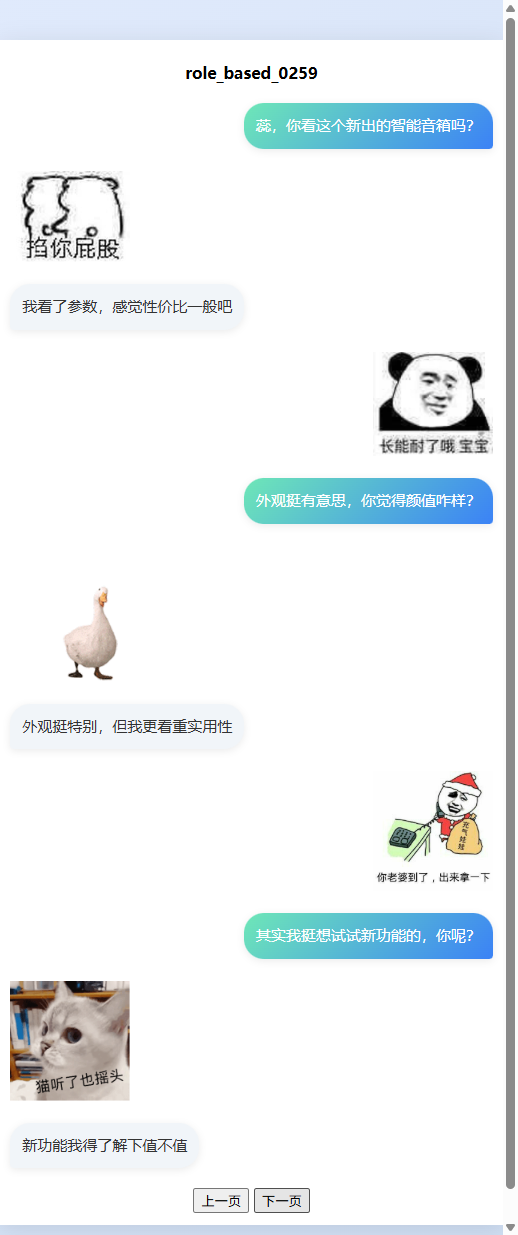 role_based_0259
蕊，你看这个新出的智能音箱吗？
掐你屁股
我看了参数，感觉性价比一般吧
长能耐了哦 宝宝
外观挺有意思，你觉得颜值咋样？
外观挺特别，但我更看重实用性
充气娃娃
你老婆到了，出来拿一下
其实我挺想试试新功能的，你呢？
猫听了也摇头
新功能我得了解下值不值
上一页 下一页